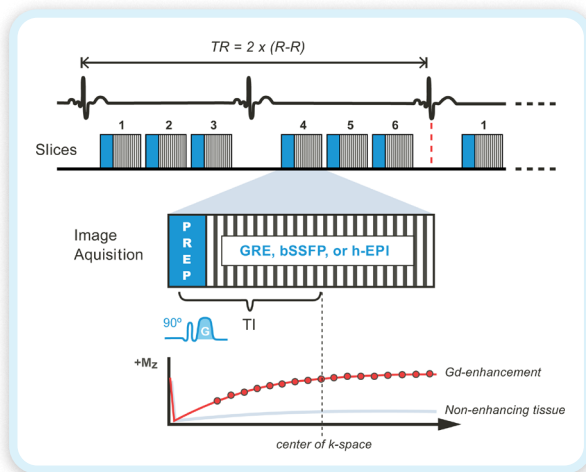 TR = 2 x (R-R)
1 2 3 4 5 6 1
Slices
Image
Aquisition
PREP
GRE, bSSFP, or h-EPI
TI
90º
G
+Mz
Gd-enhancement
Non-enhancing tissue
center of k-space